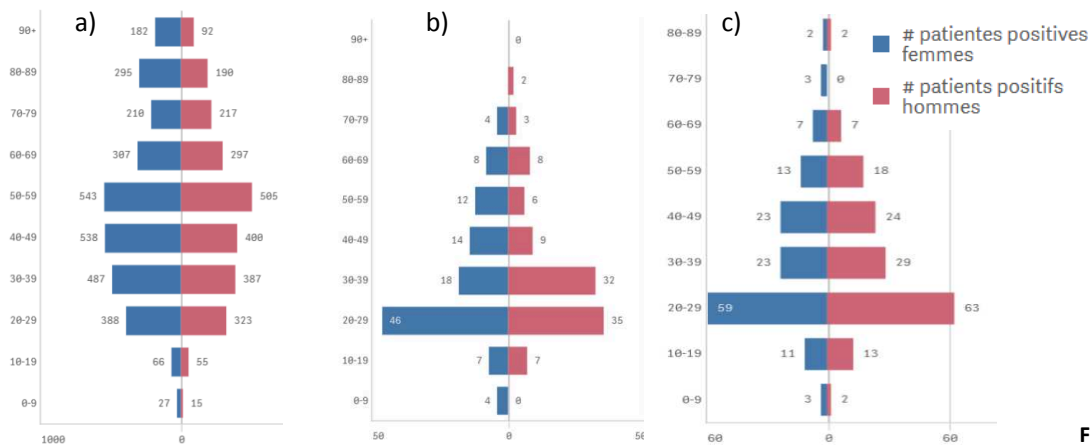 a)
90+ 182 92
80-89 295 190
70-79 210 217
60-69 307 297
50-59 543 505
40-49 538 400
30-39 487 387
20-29 388 323
10-19 66 55
0-9 27 15
1000 0
b)
90+ 0
80-89 2
70-79 4 3
60-69 8 8
50-59 12 6
40-49 14 9
30-39 18 32
20-29 46 35
10-19 7 7
0-9 4 0
50 0
c)
80-89 2 2
70-79 3 0
60-69 7 7
50-59 13 18
40-49 23 24
30-39 23 29
20-29 59 63
10-19 11 13
0-9 3 2
60 0 60
# patientes positives
femmes
# patients positifs
hommes